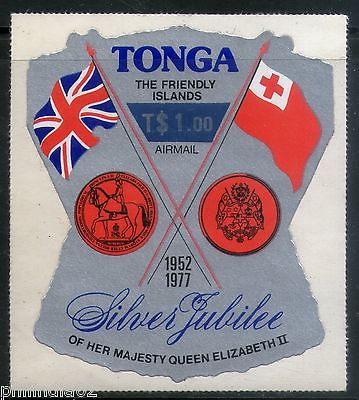 TONGA
THE FRIENDLY
ISLANDS
T$ 1.00
AIRMAIL
1952
1977
Silver Jubilee
OF HER MAJESTY QUEEN ELIZABETH II